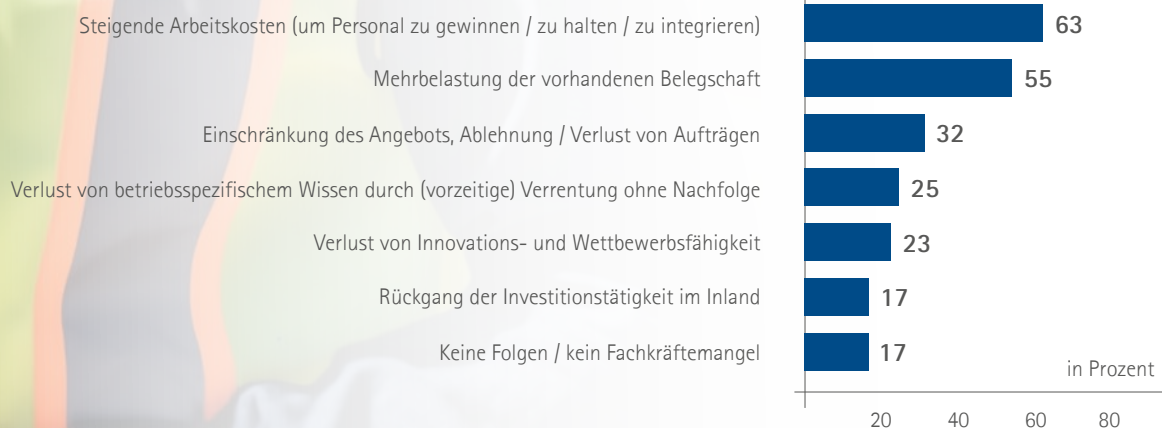 Steigende Arbeitskosten (um Personal zu gewinnen / zu halten / zu integrieren) 63
Mehrbelastung der vorhandenen Belegschaft 55
Einschränkung des Angebots, Ablehnung / Verlust von Aufträgen 32
Verlust von betriebsspezifischem Wissen durch (vorzeitige) Verrentung ohne Nachfolge 25
Verlust von Innovations- und Wettbewerbsfähigkeit 23
Rückgang der Investitionstätigkeit im Inland 17
Keine Folgen / kein Fachkräftemangel 17
in Prozent
20 40 60 80